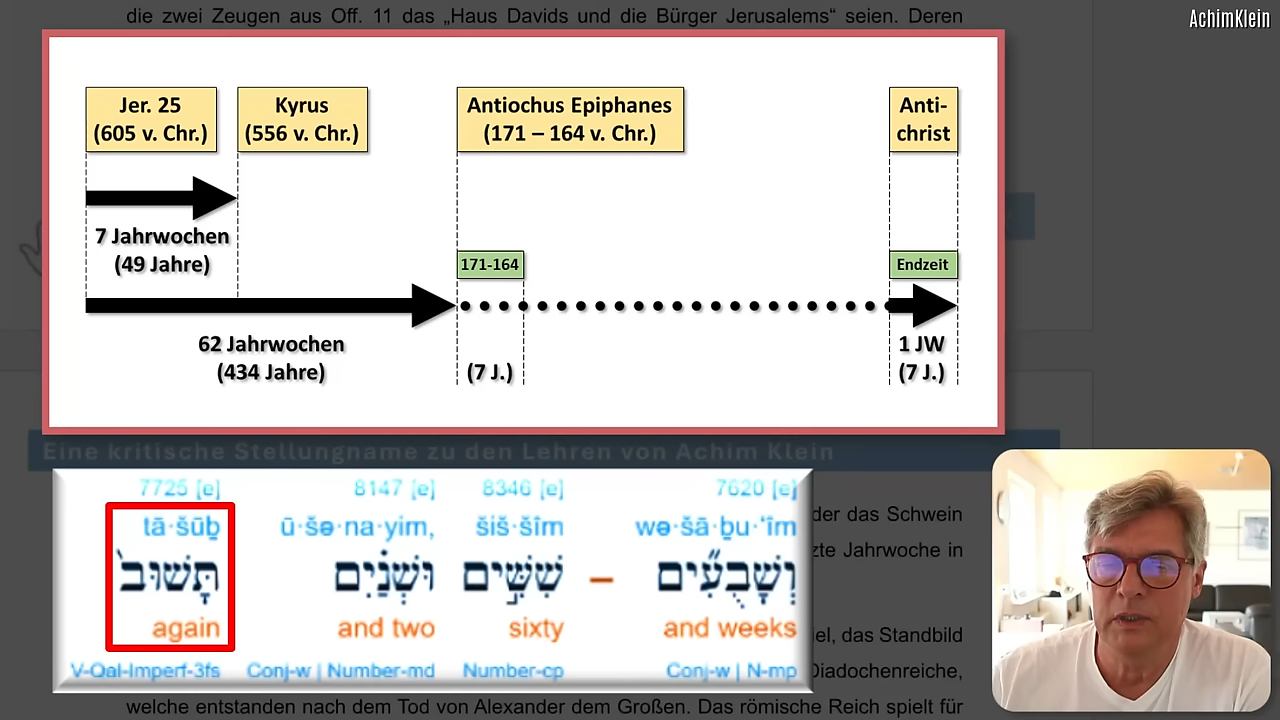 die zwei Zeugen aus Off. 11 das „Haus Davids und die Bürger Jerusalems“ seien. Deren
AchimKlein
Jer. 25
(605 v. Chr.)
Kyrus
(556 v. Chr.)
Antiochus Epiphanes
(171 – 164 v. Chr.)
Anti-
christ
7 Jahrwochen
(49 Jahre)
171-164
Endzeit
62 Jahrwochen
(434 Jahre)
(7 J.)
1 JW
(7 J.)
Eine kritische Stellungname zu den Lehren von Achim Klein
7725 [e] 8147 [e] 8346 [e] 7620 [e]
tā·šūḇ ū·šə·na·yim, šiš·šîm wə·šā·ḇu·‘îm
וְשָׁבֻעִ֞ים שִׁשִּׁ֣ים וּשְׁנַ֗יִם תָּשׁוּב֙
again and two sixty – and weeks
V-Qal-Imperf-3fs Conj-w | Number-md Number-cp Conj-w | N-mp
der das Schwein
zte Jahrwoche in
el, das Standbild
Diadochenreiche,
welche entstanden nach dem Tod von Alexander dem Großen. Das römische Reich spielt für